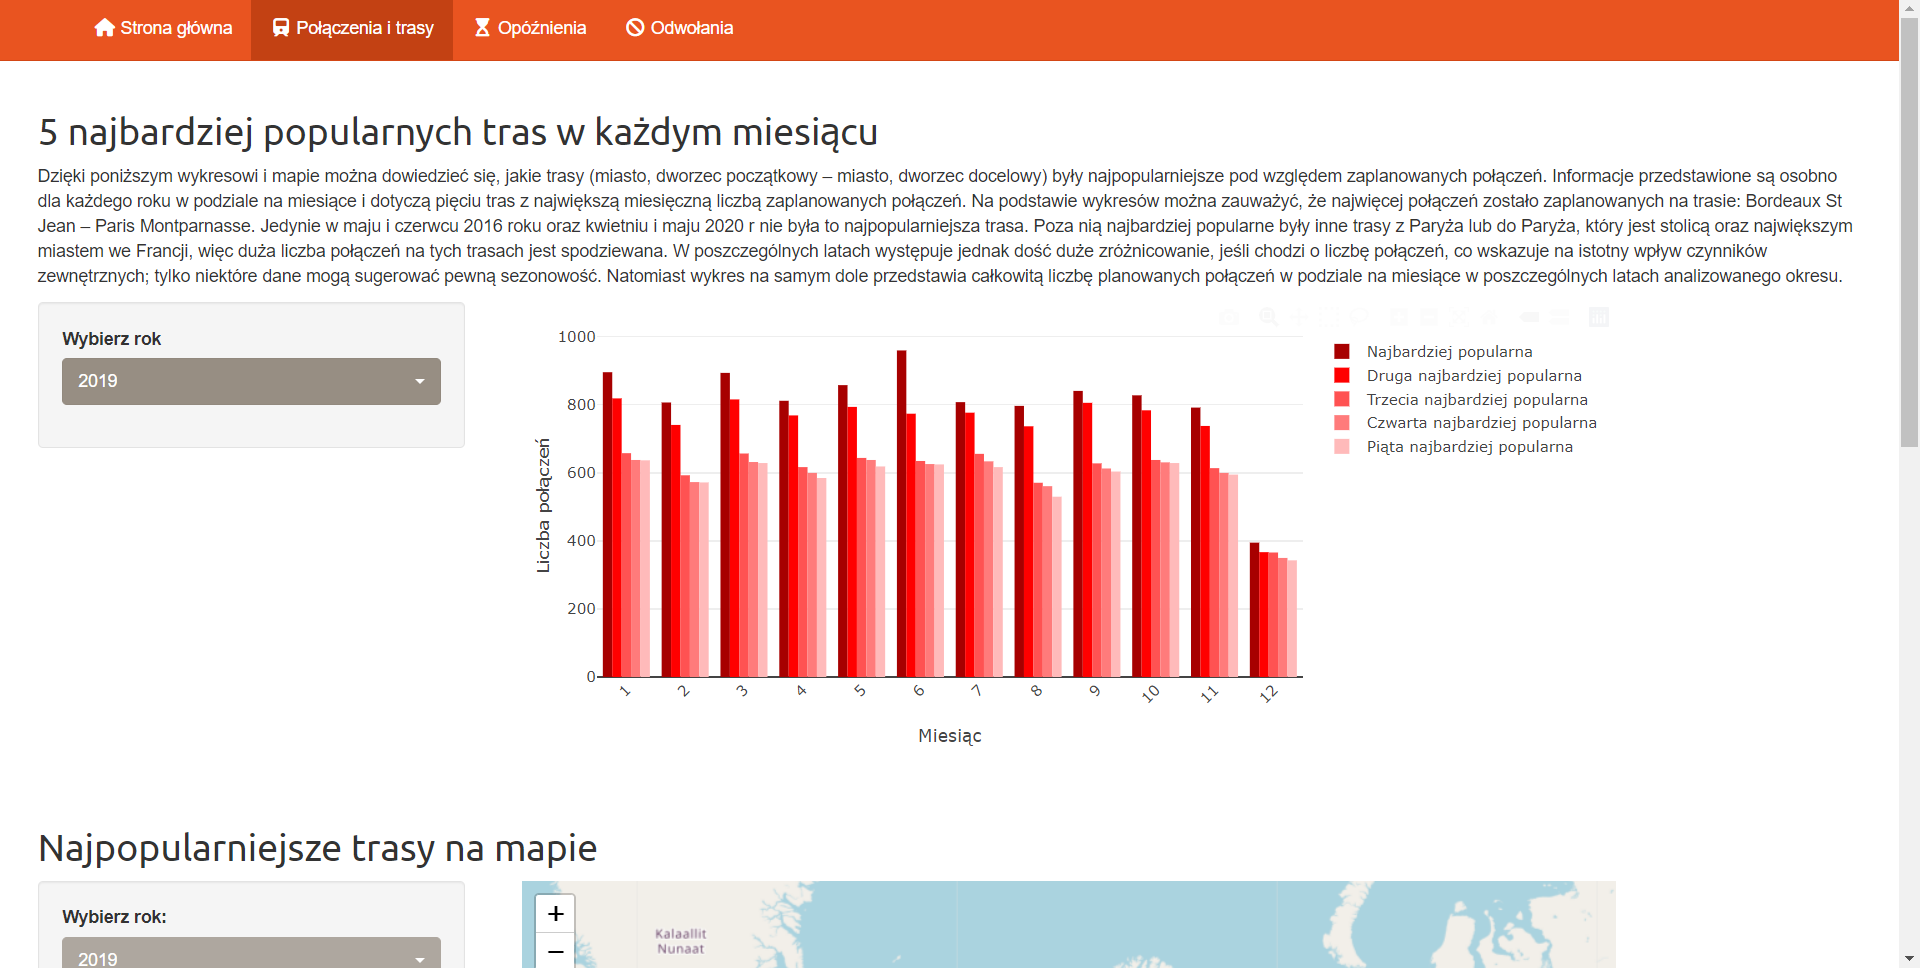 Strona główna Połączenia i trasy Opóźnienia Odwołania
5 najbardziej popularnych tras w każdym miesiącu
Dzięki poniższym wykresowi i mapie można dowiedzieć się, jakie trasy (miasto, dworzec początkowy – miasto, dworzec docelowy) były najpopularniejsze pod względem zaplanowanych połączeń. Informacje przedstawione są osobno
dla każdego roku w podziale na miesiące i dotyczą pięciu tras z największą miesięczną liczbą zaplanowanych połączeń. Na podstawie wykresów można zauważyć, że najwięcej połączeń zostało zaplanowanych na trasie: Bordeaux St
Jean – Paris Montparnasse. Jedynie w maju i czerwcu 2016 roku oraz kwietniu i maju 2020 r nie była to najpopularniejsza trasa. Poza nią najbardziej popularne były inne trasy z Paryża lub do Paryża, który jest stolicą oraz największym
miastem we Francji, więc duża liczba połączeń na tych trasach jest spodziewana. W poszczególnych latach występuje jednak dość duże zróżnicowanie, jeśli chodzi o liczbę połączeń, co wskazuje na istotny wpływ czynników
zewnętrznych; tylko niektóre dane mogą sugerować pewną sezonowość. Natomiast wykres na samym dole przedstawia całkowitą liczbę planowanych połączeń w podziale na miesiące w poszczególnych latach analizowanego okresu.
Wybierz rok
2019
1000
800
600
400
200
0
Liczba połączeń
1 2 3 4 5 6 7 8 9 10 11 12
Miesiąc
Najbardziej popularna
Druga najbardziej popularna
Trzecia najbardziej popularna
Czwarta najbardziej popularna
Piąta najbardziej popularna
Najpopularniejsze trasy na mapie
Wybierz rok:
2019
+
−
Kalaallit
Nunaat